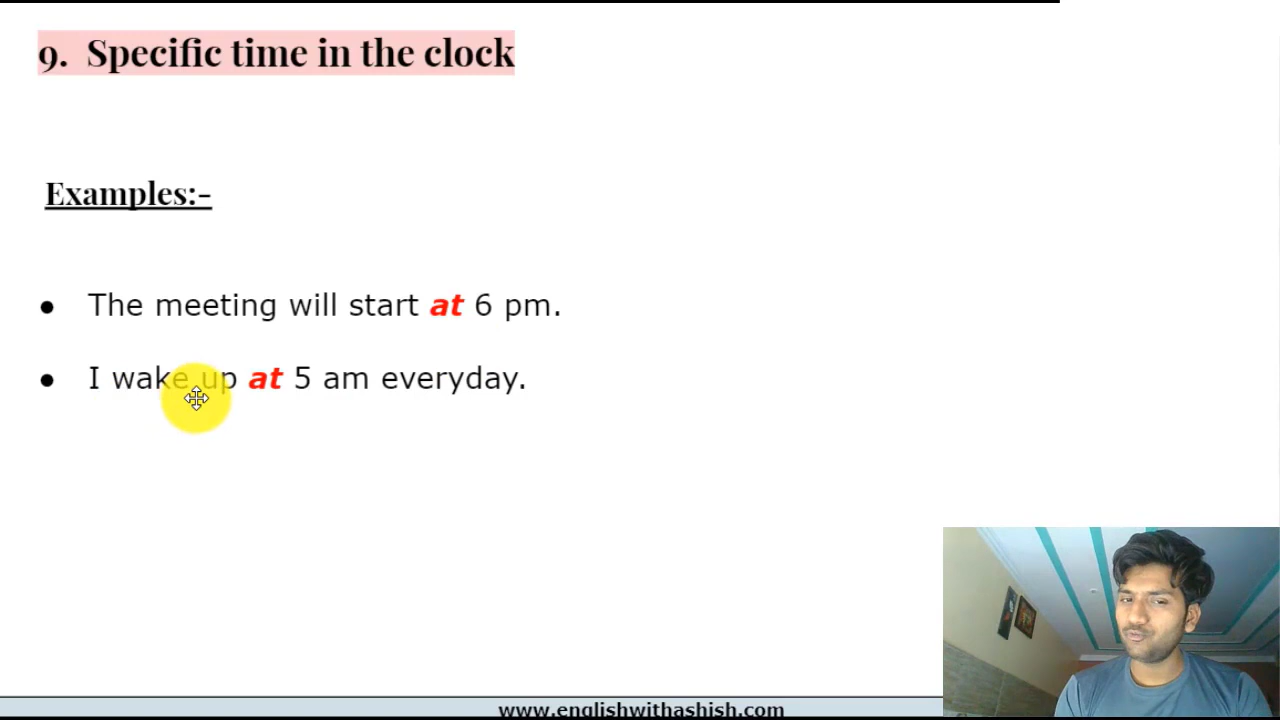 9. Specific time in the clock
Examples:-
● The meeting will start at 6 pm.
● I wake up at 5 am everyday.
www.englishwithashish.com